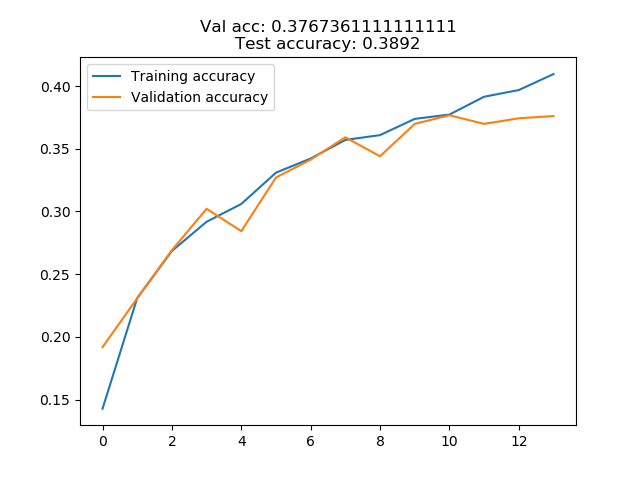 Val acc: 0.3767361111111111
Test accuracy: 0.3892
Training accuracy
Validation accuracy
0.40
0.35
0.30
0.25
0.20
0.15
0 2 4 6 8 10 12